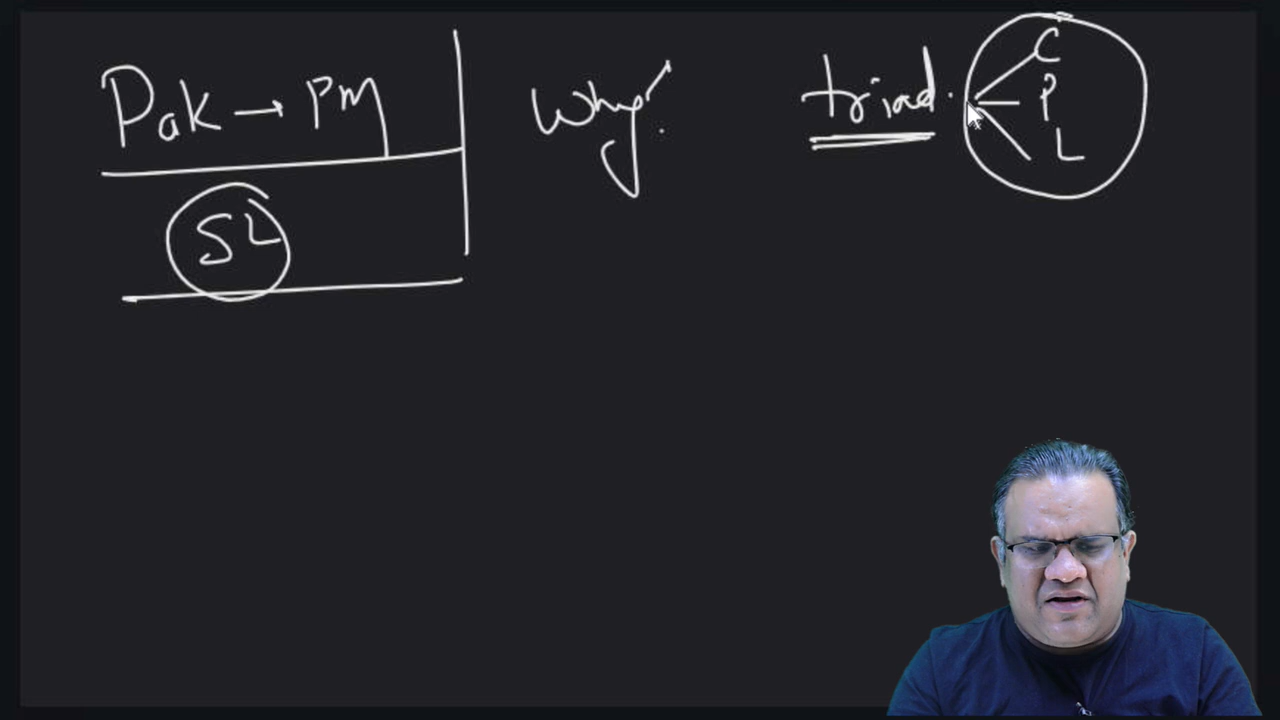 Pak → PM
SL
Why?
triad.
C
P
L